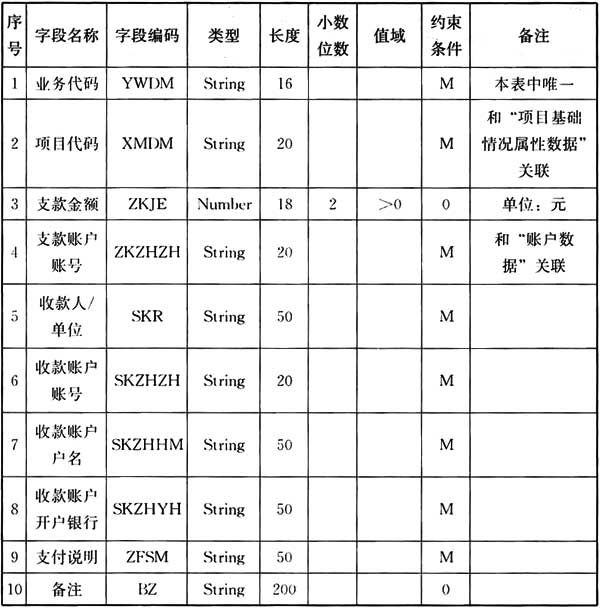 序号 字段名称 字段编码 类型 长度 小数位数 值域 约束条件 备注
1 业务代码 YWDM String 16 M 本表中唯一
2 项目代码 XMDM String 20 M 和“项目基础情况属性数据”关联
3 支款金额 ZKJE Number 18 2 >0 0 单位：元
4 支款账户账号 ZKZHZH String 20 M 和“账户数据”关联
5 收款人/单位 SKR String 50 M
6 收款账户账号 SKZHZH String 20 M
7 收款账户户名 SKZHHM String 50 M
8 收款账户开户银行 SKZHYH String 50 M
9 支付说明 ZFSM String 50 M
10 备注 BZ String 200 0